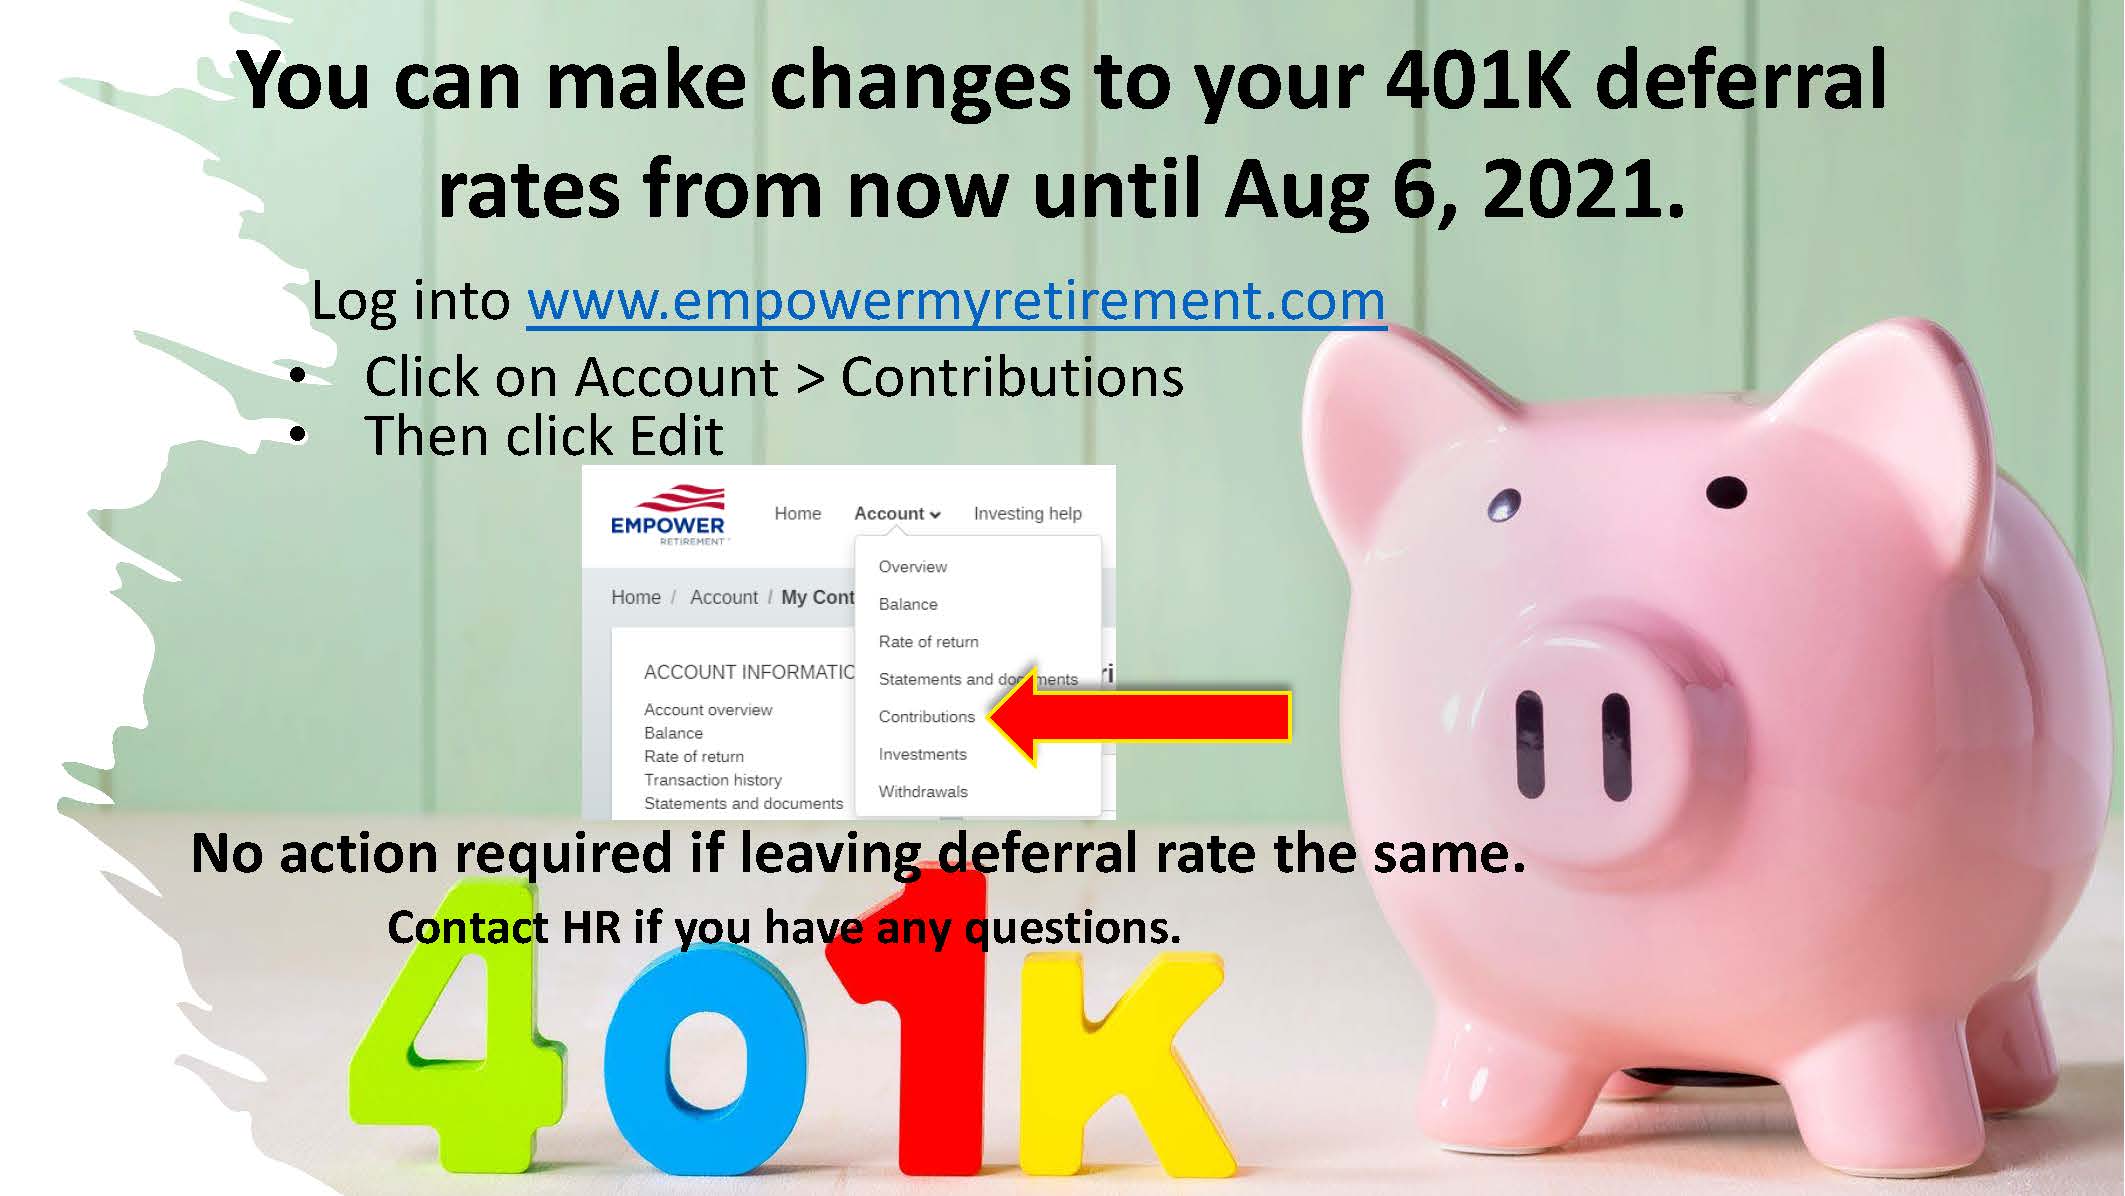 You can make changes to your 401K deferral
rates from now until Aug 6, 2021.
Log into www.empowermyretirement.com
• Click on Account > Contributions
• Then click Edit
EMPOWER
RETIREMENT
Home Account Investing help
Overview
Balance
Rate of return
Statements and documents
Contributions
Investments
Withdrawals
Home / Account / My Cont
ACCOUNT INFORMATIO
Account overview
Balance
Rate of return
Transaction history
Statements and documents
ri
No action required if leaving deferral rate the same.
Contact HR if you have any questions.
401K